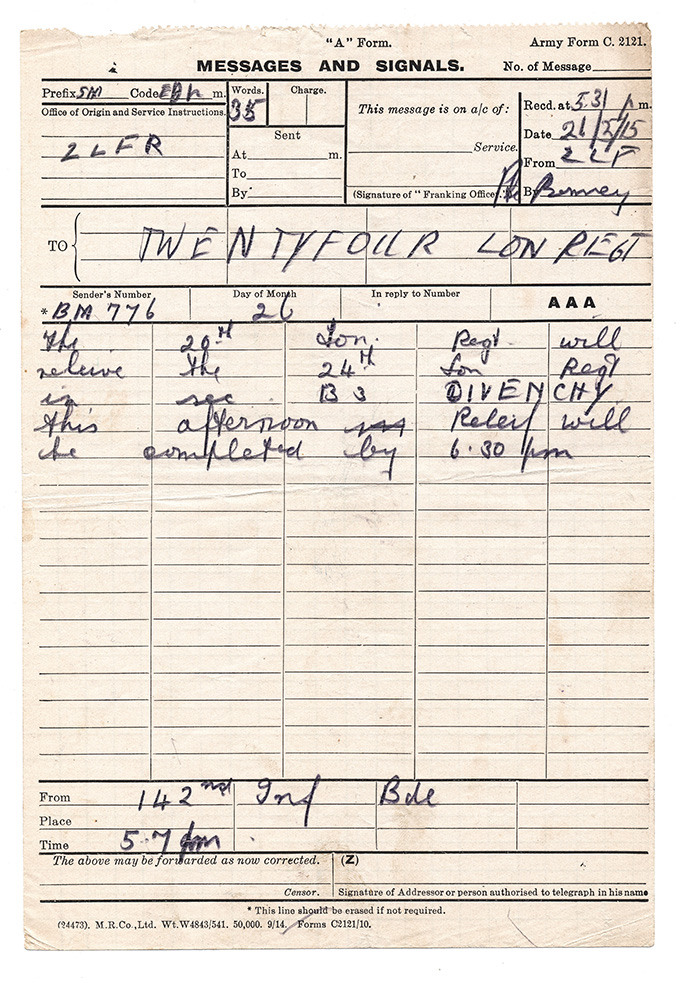 "A" Form. Army Form C. 2121.
MESSAGES AND SIGNALS. No. of Message
Prefix SM Code m. Words. Charge. This message is on a/c of: Recd. at 5.31 p m.
35
Office of Origin and Service Instructions.
Sent Date 26/5/15
2 L F R At m. Service. From 2 L F
To
By (Signature of "Franking Officer.") By
TO TWENTYFOUR LON REGT
Sender's Number Day of Month In reply to Number AAA
* BM 776 26
The 20TH Lon. Regt will
releive the 24TH Lon Regt
in sec B3 GIVENCHY
this afternoon Releif will
be completed by 6.30 pm
From 142nd Inf Bde
Place
Time 5.7 pm
The above may be forwarded as now corrected. (Z)
Censor. Signature of Addressor or person authorised to telegraph in his name
* This line should be erased if not required.
(24473). M.R.Co.,Ltd. Wt.W4843/541. 50,000. 9/14. Forms C2121/10.